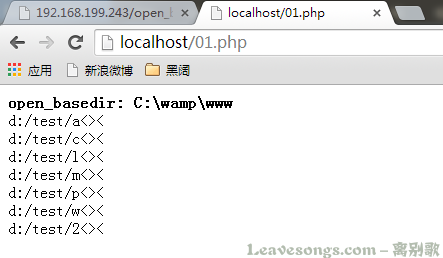 192.168.199.243/open_b
localhost/01.php
localhost/01.php
应用
新浪微博
黑阔
open_basedir: C:\wamp\www
d:/test/a<><
d:/test/c<><
d:/test/l<><
d:/test/m<><
d:/test/p<><
d:/test/w<><
d:/test/2<><
Leavesongs.com - 离别歌